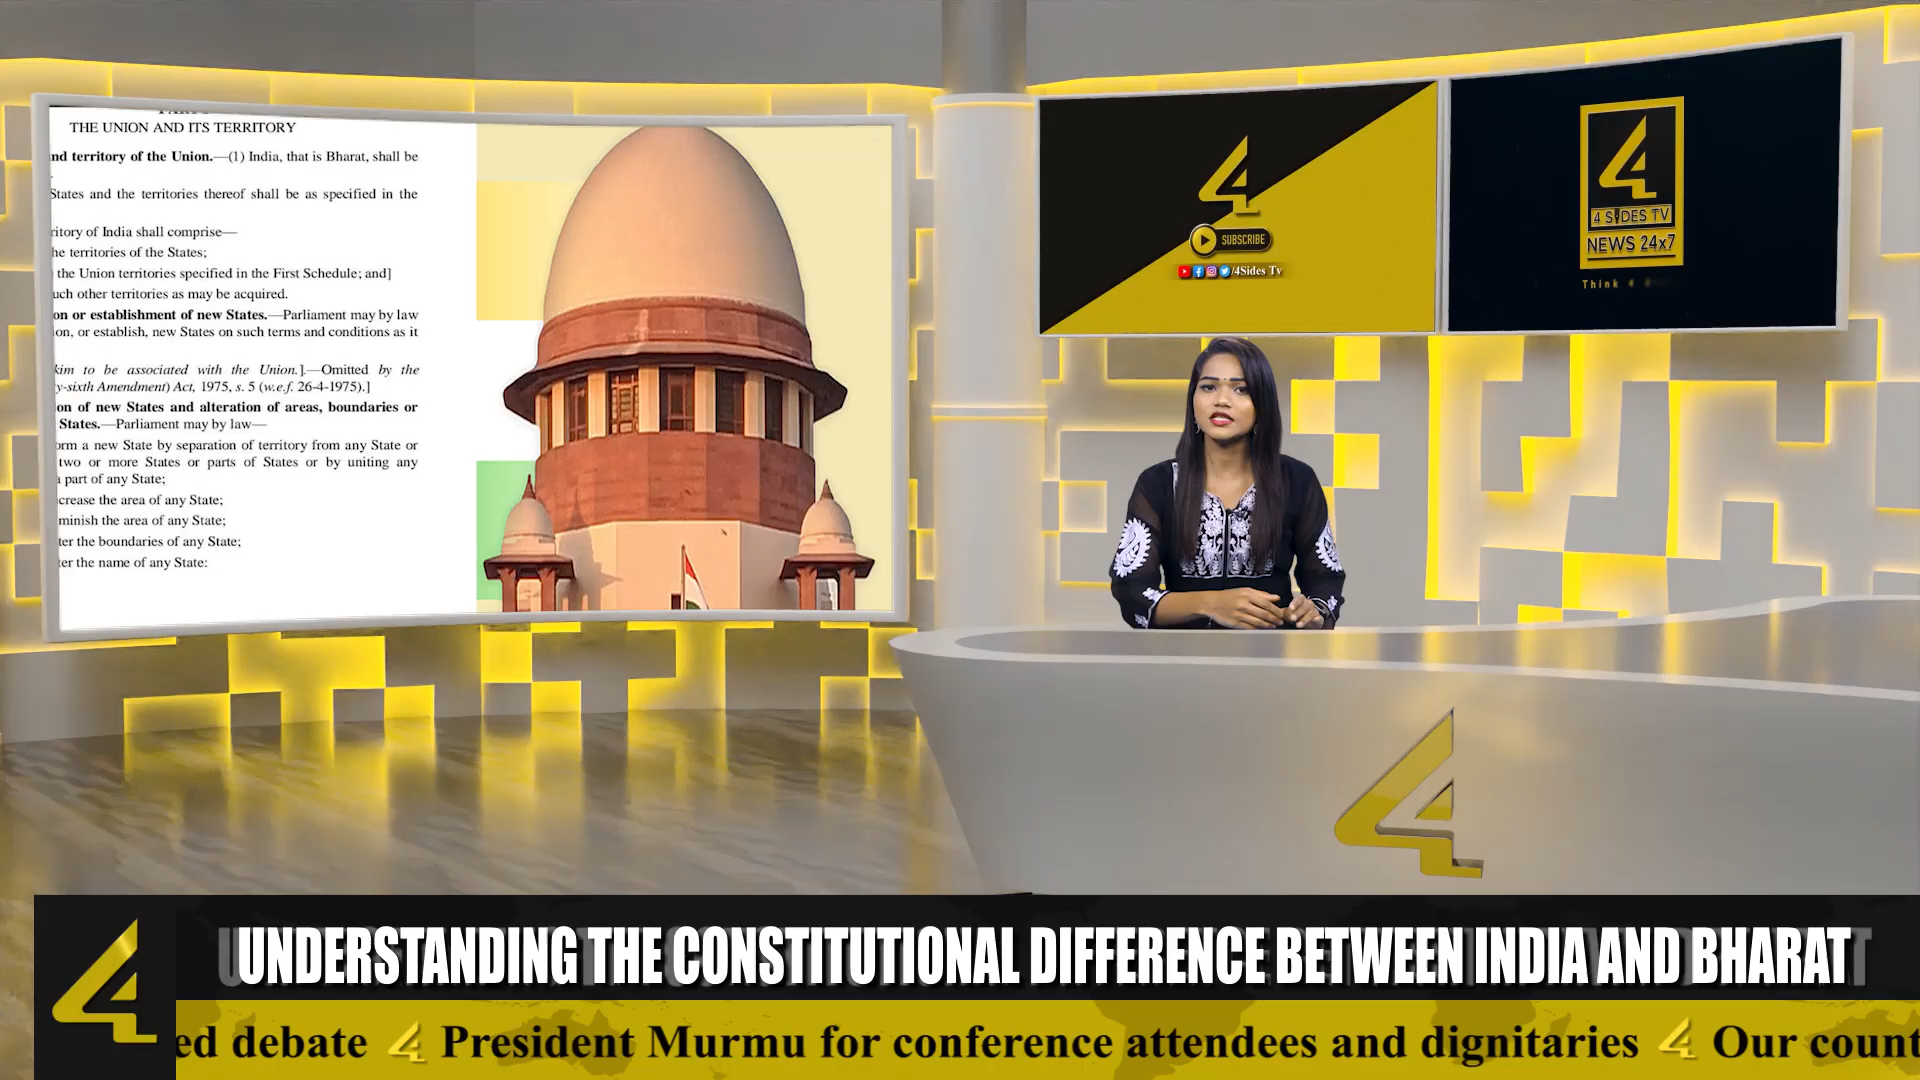 THE UNION AND ITS TERRITORY
nd territory of the Union.—(1) India, that is Bharat, shall be
States and the territories thereof shall be as specified in the
ritory of India shall comprise—
he territories of the States;
the Union territories specified in the First Schedule; and]
uch other territories as may be acquired.
on or establishment of new States.—Parliament may by law
on, or establish, new States on such terms and conditions as it
kim to be associated with the Union.].—Omitted by the
y-sixth Amendment) Act, 1975, s. 5 (w.e.f. 26-4-1975).]
on of new States and alteration of areas, boundaries or
States.—Parliament may by law—
orm a new State by separation of territory from any State or
two or more States or parts of States or by uniting any
part of any State;
crease the area of any State;
minish the area of any State;
ter the boundaries of any State;
ter the name of any State:
4
SUBSCRIBE
/4Sides Tv
4
4 SIDES TV
NEWS 24x7
Think 4
4
4
UNDERSTANDING THE CONSTITUTIONAL DIFFERENCE BETWEEN INDIA AND BHARAT
ed debate 4 President Murmu for conference attendees and dignitaries 4 Our count